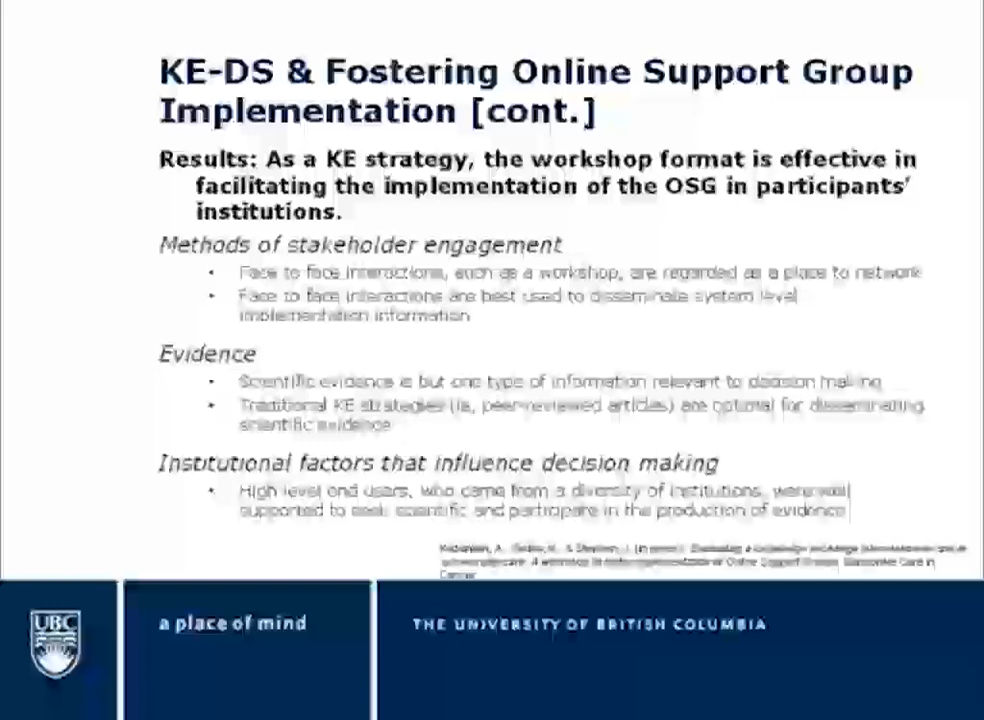 KE-DS & Fostering Online Support Group
Implementation [cont.]
Results: As a KE strategy, the workshop format is effective in
facilitating the implementation of the OSG in participants'
institutions.
Methods of stakeholder engagement
• Face to face interactions, such as a workshop, are regarded as a place to network
• Face to face interactions are best used to disseminate system level
implementation information
Evidence
• Scientific evidence is but one type of information relevant to decision making
• Traditional KE strategies (ie, peer-reviewed articles) are optimal for disseminating
scientific evidence
Institutional factors that influence decision making
• High level end users, who came from a diversity of institutions, were well
supported to seek scientific and participate in the production of evidence
Cancer
UBC
a place of mind
THE UNIVERSITY OF BRITISH COLUMBIA